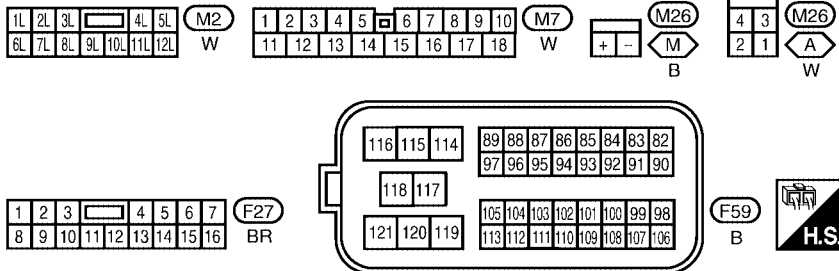 1L 2L 3L 4L 5L M2
6L 7L 8L 9L 10L 11L 12L W
1 2 3 4 5 6 7 8 9 10 M7
11 12 13 14 15 16 17 18 W
+ - M26
M
B
4 3 M26
2 1 A
W
1 2 3 4 5 6 7 F27
8 9 10 11 12 13 14 15 16 BR
116 115 114 89 88 87 86 85 84 83 82
97 96 95 94 93 92 91 90
118 117
105 104 103 102 101 100 99 98 F59
121 120 119 113 112 111 110 109 108 107 106 B
H.S.